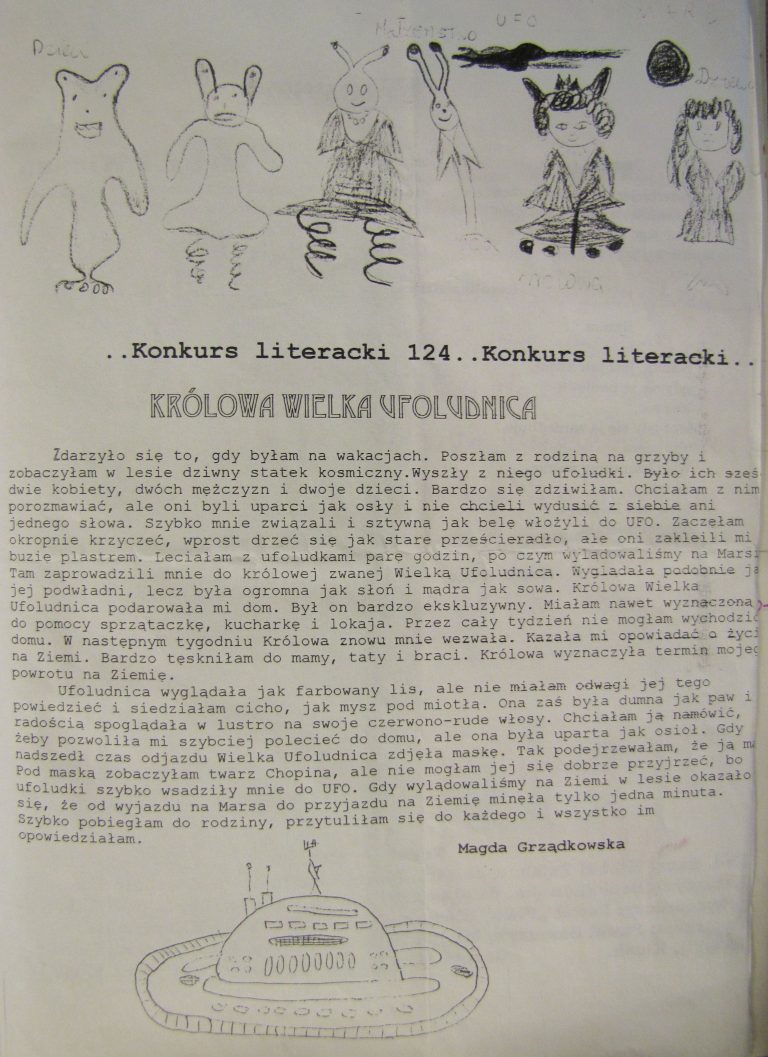 Dzieci
Małżeństwo
UFO
MARS
..Konkurs literacki 124..Konkurs literacki..
KRÓLOWA WIELKA UFOLUDNICA
Zdarzyło się to, gdy byłam na wakacjach. Poszłam z rodziną na grzyby i
zobaczyłam w lesie dziwny statek kosmiczny.Wyszły z niego ufoludki. Było ich sześ
dwie kobiety, dwóch mężczyzn i dwoje dzieci. Bardzo się zdziwiłam. Chciałam z nim
porozmawiać, ale oni byli uparci jak osły i nie chcieli wydusić z siebie ani
jednego słowa. Szybko mnie związali i sztywną jak belę włożyli do UFO. Zaczęłam
okropnie krzyczeć, wprost drzeć się jak stare prześcieradło, ale oni zakleili mi
buzię plastrem. Leciałam z ufoludkami parę godzin, po czym wylądowaliśmy na Marsi
Tam zaprowadzili mnie do królowej zwanej Wielką Ufoludnica. Wyglądała podobnie ja
jej podwładni, lecz była ogromna jak słoń i mądra jak sowa. Królowa Wielka
Ufoludnica podarowała mi dom. Był on bardzo ekskluzywny. Miałam nawet wyznaczoną
do pomocy sprzątaczkę, kucharkę i lokaja. Przez cały tydzień nie mogłam wychodzić
domu. W następnym tygodniu Królowa znowu mnie wezwała. Kazała mi opowiadać o życi
na Ziemi. Bardzo tęskniłam do mamy, taty i braci. Królowa wyznaczyła termin mojeg
powrotu na Ziemię.
Ufoludnica wyglądała jak farbowany lis, ale nie miałam odwagi jej tego
powiedzieć i siedziałam cicho, jak mysz pod miotłą. Ona zaś była dumna jak paw i
radością spoglądała w lustro na swoje czerwono-rude włosy. Chciałam ją namówić,
żeby pozwoliła mi szybciej polecieć do domu, ale ona była uparta jak osioł. Gdy
nadszedł czas odjazdu Wielka Ufoludnica zdjęła maskę. Tak podejrzewałam, że ją ma
Pod maską zobaczyłam twarz Chopina, ale nie mogłam jej się dobrze przyjrzeć, bo
ufoludki szybko wsadziły mnie do UFO. Gdy wylądowaliśmy na Ziemi w lesie okazało
się, że od wyjazdu na Marsa do przyjazdu na Ziemię minęła tylko jedna minuta.
Szybko pobiegłam do rodziny, przytuliłam się do każdego i wszystko im
opowiedziałam.
Magda Grządkowska